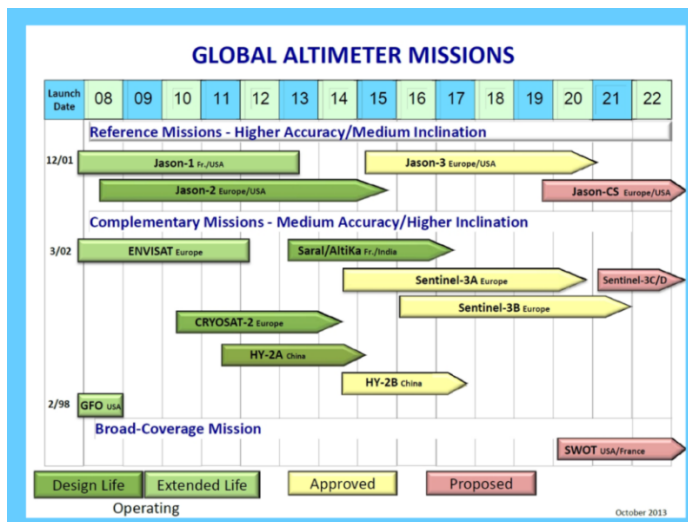 GLOBAL ALTIMETER MISSIONS
Launch Date 08 09 10 11 12 13 14 15 16 17 18 19 20 21 22
Reference Missions - Higher Accuracy/Medium Inclination
12/01 Jason-1 Fr./USA Jason-3 Europe/USA
Jason-2 Europe/USA Jason-CS Europe/USA
Complementary Missions - Medium Accuracy/Higher Inclination
3/02 ENVISAT Europe Saral/AltiKa Fr./India
Sentinel-3A Europe Sentinel-3C/D
Sentinel-3B Europe
CRYOSAT-2 Europe
HY-2A China
HY-2B China
2/98 GFO USA
Broad-Coverage Mission
SWOT USA/France
Design Life Extended Life Approved Proposed
Operating
October 2013